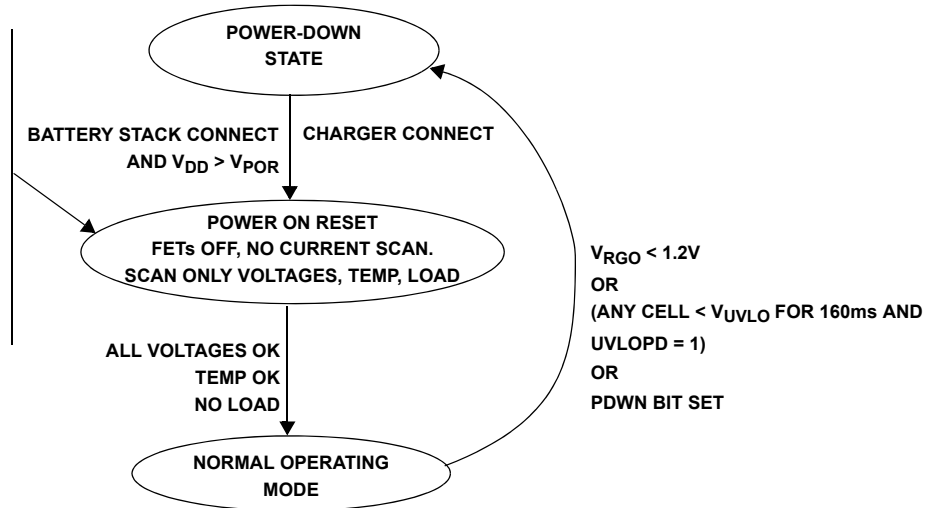 POWER-DOWN
STATE
BATTERY STACK CONNECT
AND VDD > VPOR
CHARGER CONNECT
POWER ON RESET
FETs OFF, NO CURRENT SCAN.
SCAN ONLY VOLTAGES, TEMP, LOAD
VRGO < 1.2V
OR
(ANY CELL < VUVLO FOR 160ms AND
UVLOPD = 1)
OR
PDWN BIT SET
ALL VOLTAGES OK
TEMP OK
NO LOAD
NORMAL OPERATING
MODE